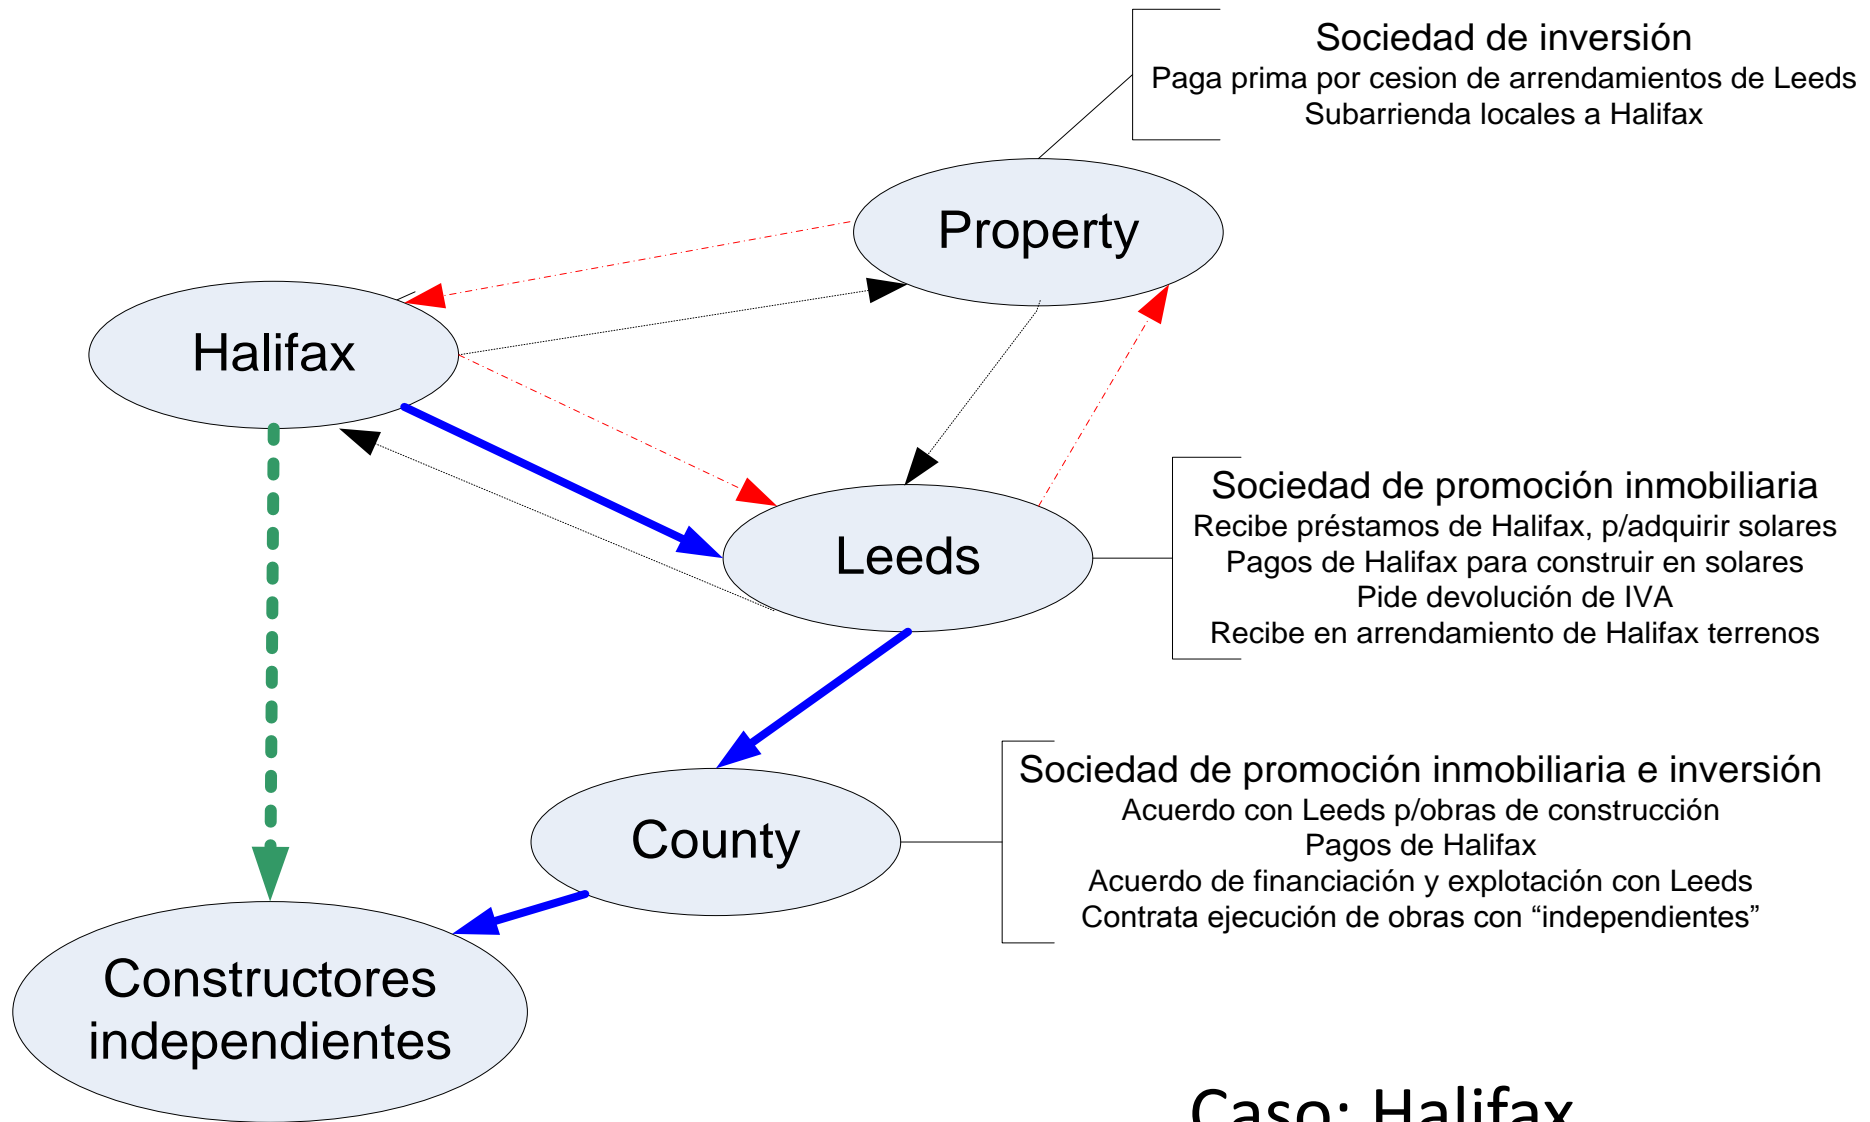 Sociedad de inversión
Paga prima por cesion de arrendamientos de Leeds
Subarrienda locales a Halifax
Property
Halifax
Leeds
Sociedad de promoción inmobiliaria
Recibe préstamos de Halifax, p/adquirir solares
Pagos de Halifax para construir en solares
Pide devolución de IVA
Recibe en arrendamiento de Halifax terrenos
County
Sociedad de promoción inmobiliaria e inversión
Acuerdo con Leeds p/obras de construcción
Pagos de Halifax
Acuerdo de financiación y explotación con Leeds
Contrata ejecución de obras con “independientes”
Constructores
independientes
Caso: Halifax